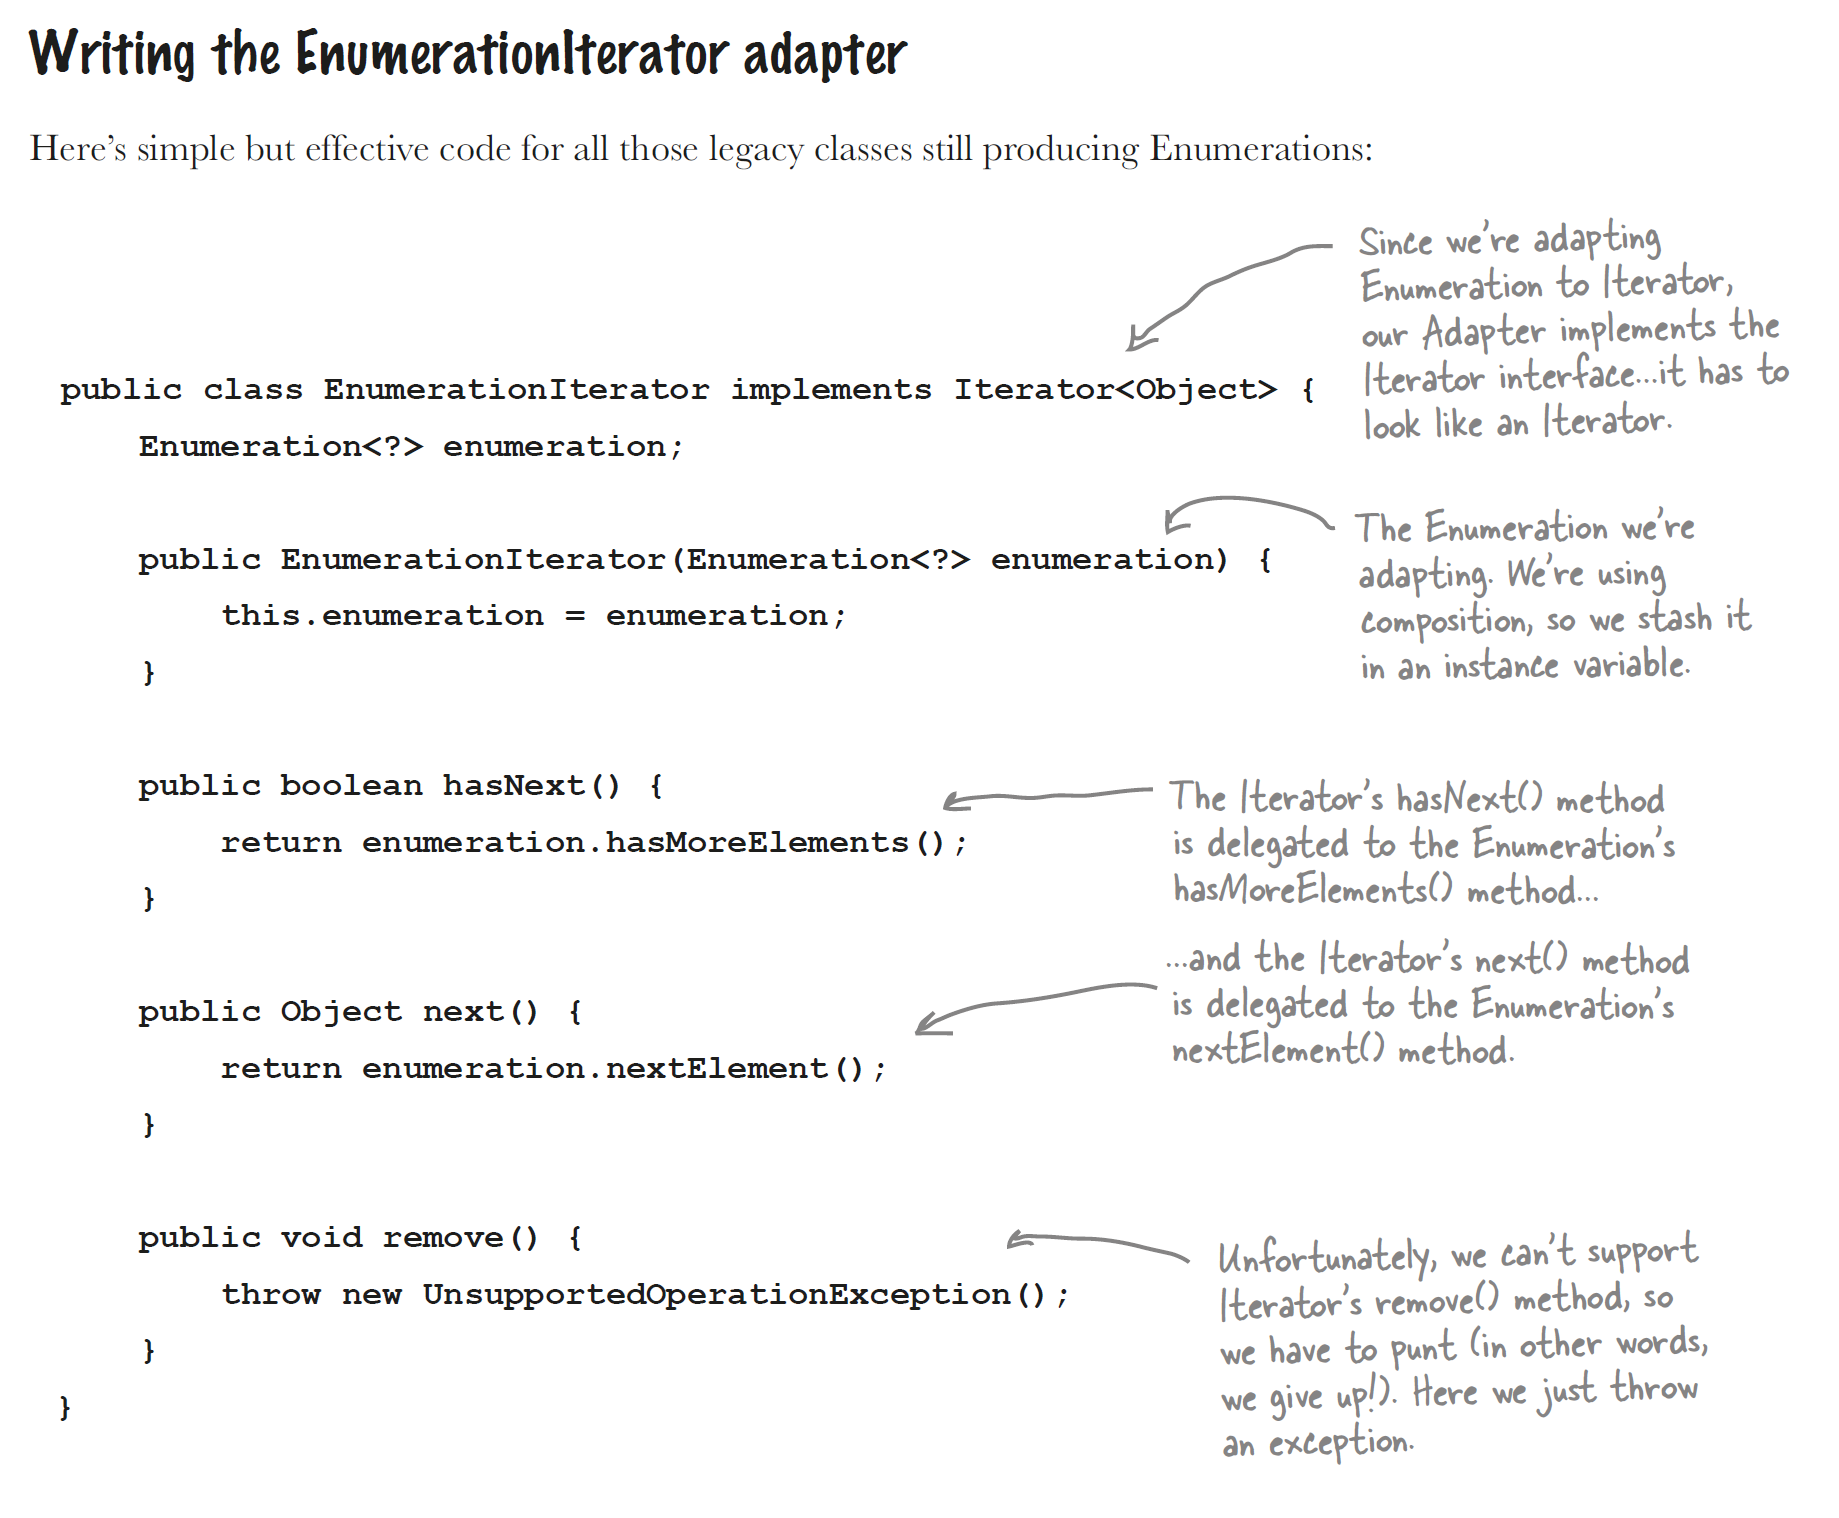 Writing the EnumerationIterator adapter
Here's simple but effective code for all those legacy classes still producing Enumerations:
Since we're adapting
Enumeration to Iterator,
our Adapter implements the
Iterator interface...it has to
look like an Iterator.
public class EnumerationIterator implements Iterator<Object> {
Enumeration<?> enumeration;
The Enumeration we're
adapting. We're using
composition, so we stash it
in an instance variable.
public EnumerationIterator(Enumeration<?> enumeration) {
this.enumeration = enumeration;
}
public boolean hasNext() {
return enumeration.hasMoreElements();
}
The Iterator's hasNext() method
is delegated to the Enumeration's
hasMoreElements() method...
...and the Iterator's next() method
is delegated to the Enumeration's
nextElement() method.
public Object next() {
return enumeration.nextElement();
}
public void remove() {
throw new UnsupportedOperationException();
}
}
Unfortunately, we can't support
Iterator's remove() method, so
we have to punt (in other words,
we give up!). Here we just throw
an exception.